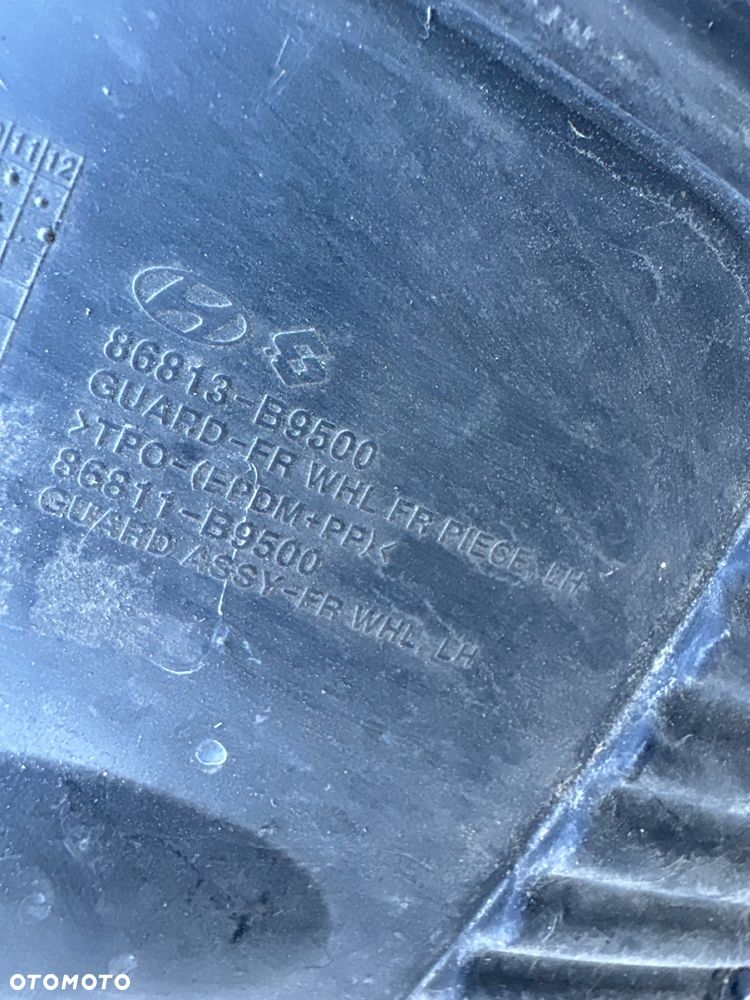 11 12
86813-B9500
GUARD-FR WHL FR PIECE, LH
>TPO-(EPDM+PP)<
86811-B9500
GUARD ASSY-FR WHL, LH
OTOMOTO